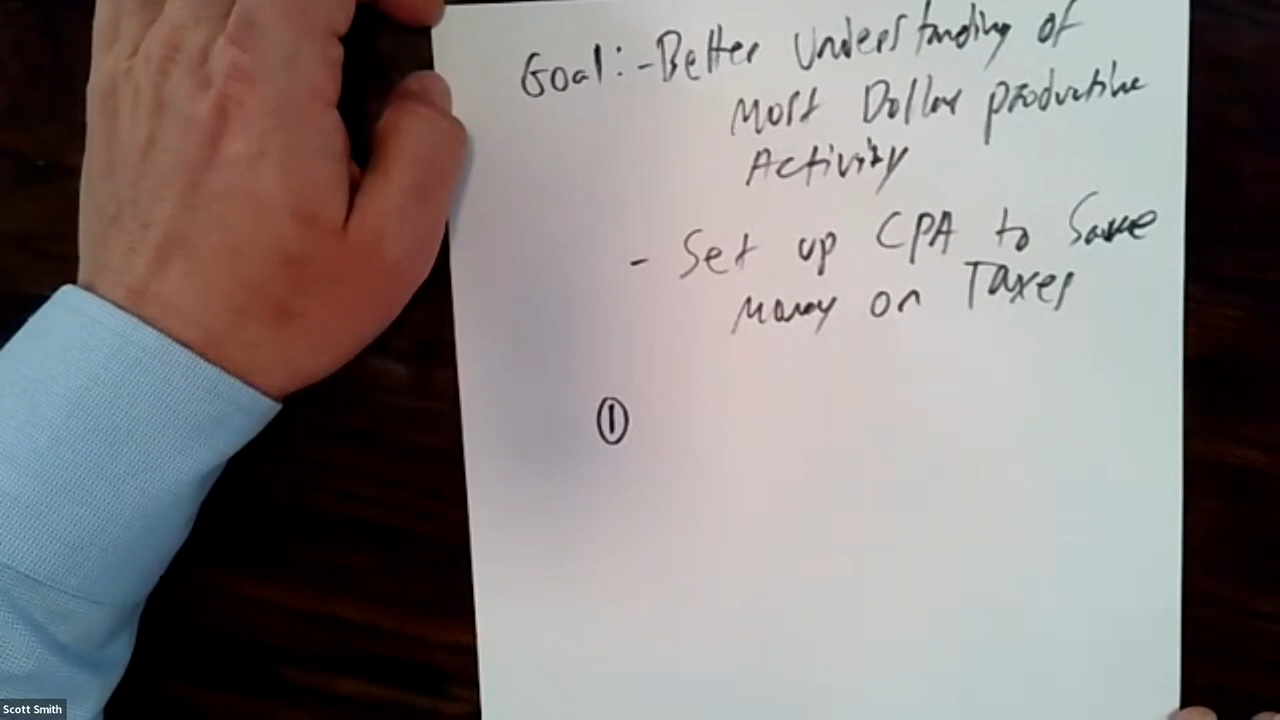 Goal: - Better Understanding of
Most Dollar productive
Activity
- Set up CPA to Save
Money on Taxes
①
Scott Smith